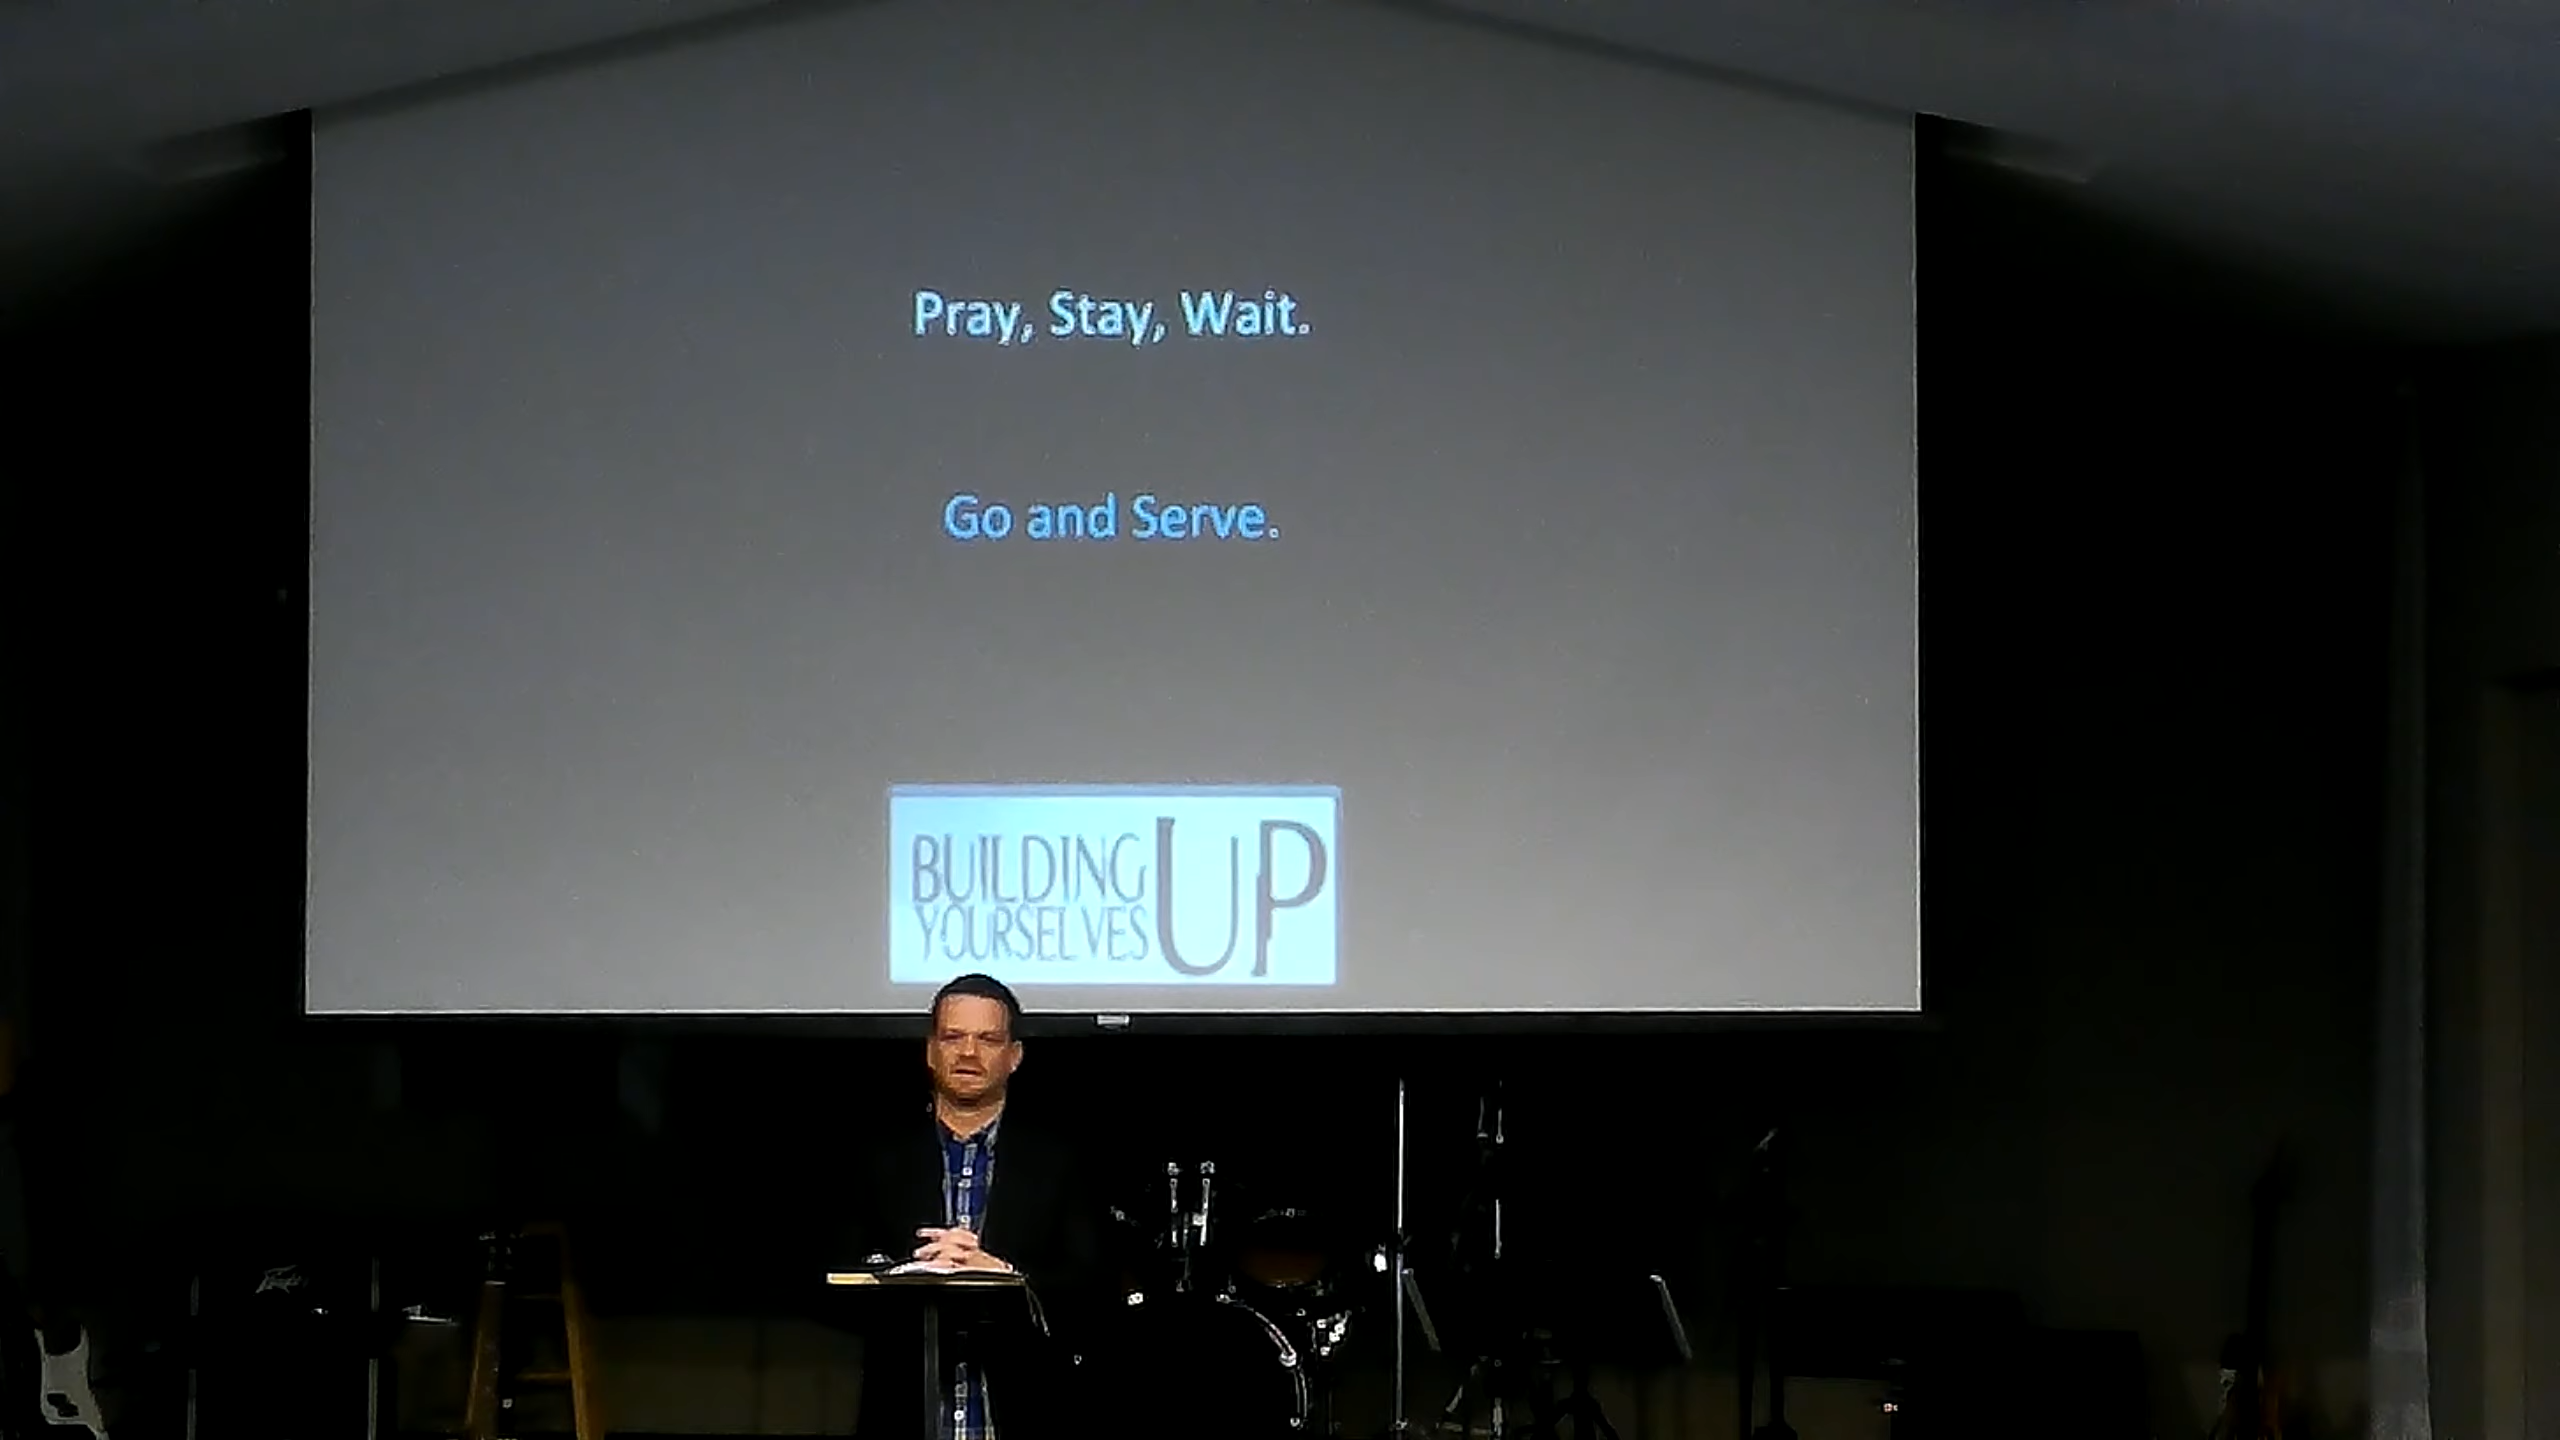 Pray, Stay, Wait.
Go and Serve.
BUILDING
YOURSELVES UP